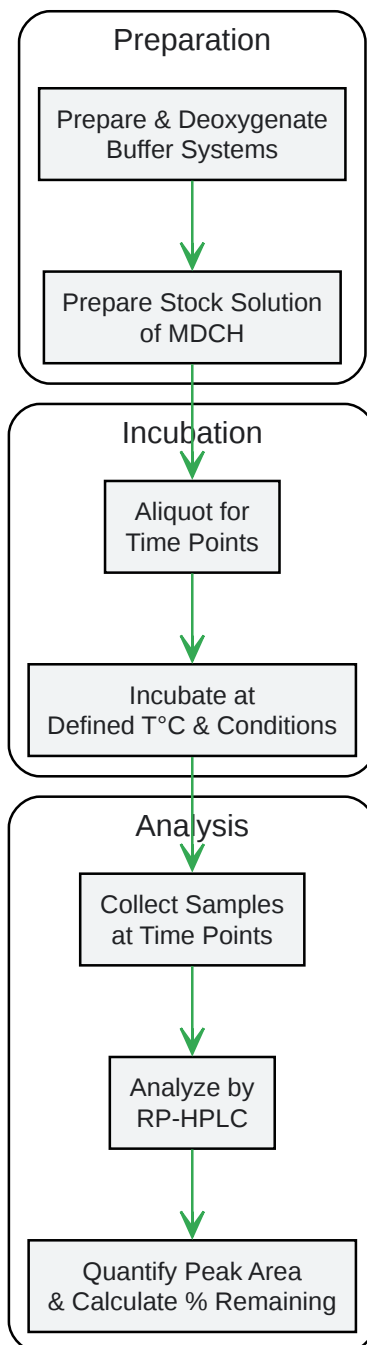 Preparation
Prepare & Deoxygenate
Buffer Systems
Prepare Stock Solution
of MDCH
Incubation
Aliquot for
Time Points
Incubate at
Defined T°C & Conditions
Analysis
Collect Samples
at Time Points
Analyze by
RP-HPLC
Quantify Peak Area
& Calculate % Remaining